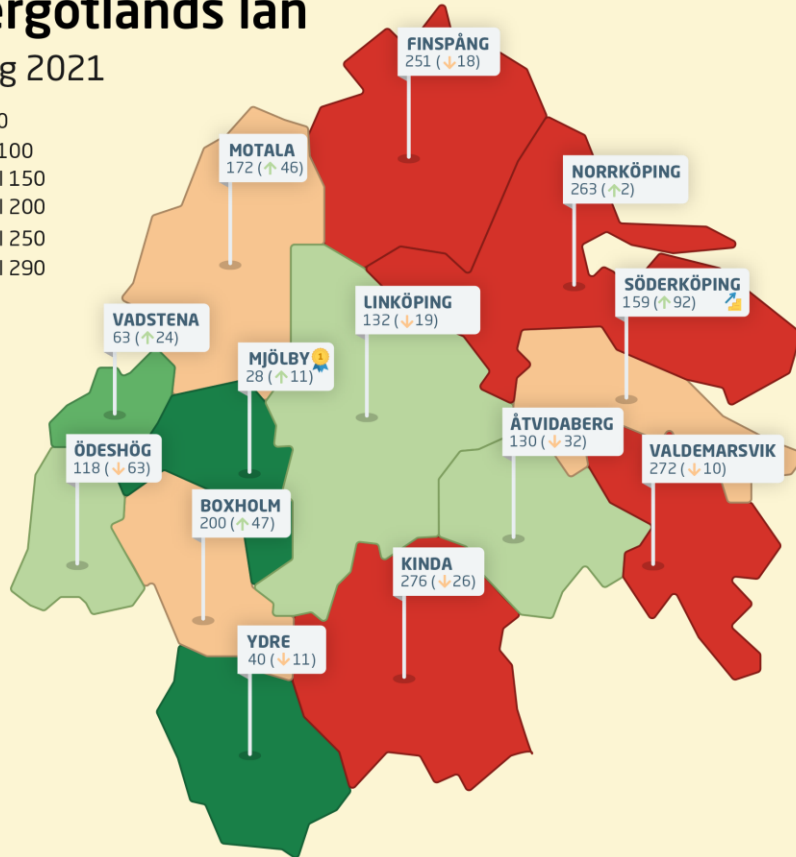 ergötlands län
g 2021
0
100
l 150
l 200
l 250
l 290
FINSPÅNG
251 (↓18)
MOTALA
172 (↑ 46)
NORRKÖPING
263 (↑2)
SÖDERKÖPING
159 (↑92)
LINKÖPING
132 (↓19)
VADSTENA
63 (↑24)
MJÖLBY
1
28 (↑11)
ÅTVIDABERG
130 (↓32)
VALDEMARSVIK
272 (↓10)
ÖDESHÖG
118 (↓63)
BOXHOLM
200 (↑47)
KINDA
276 (↓26)
YDRE
40 (↓11)